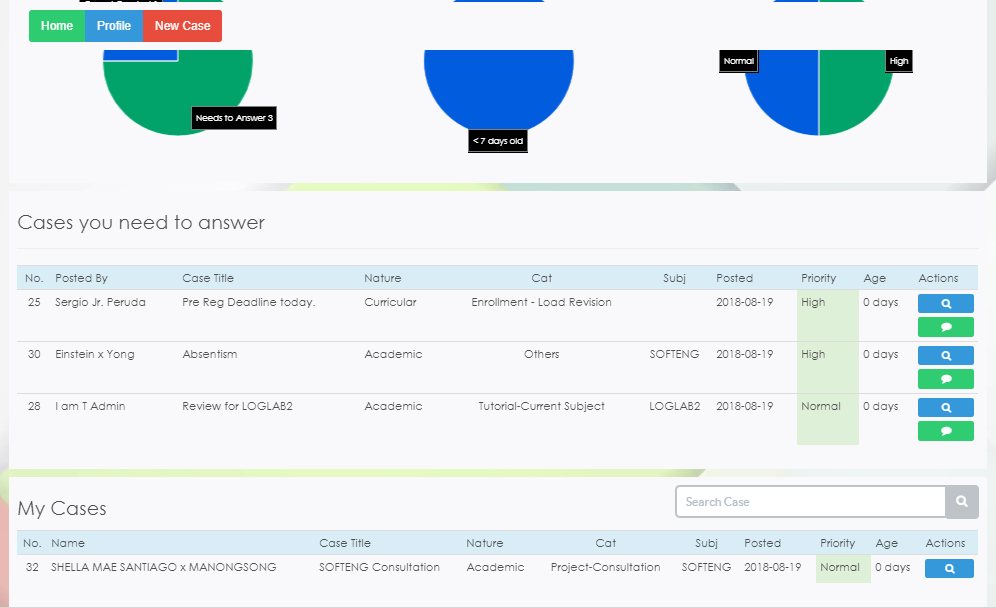 Home Profile New Case
Normal High
Needs to Answer 3
< 7 days old
Cases you need to answer
No. Posted By Case Title Nature Cat Subj Posted Priority Age Actions
25 Sergio Jr. Peruda Pre Reg Deadline today. Curricular Enrollment - Load Revision 2018-08-19 High 0 days
30 Einstein x Yong Absentism Academic Others SOFTENG 2018-08-19 High 0 days
28 I am T Admin Review for LOGLAB2 Academic Tutorial-Current Subject LOGLAB2 2018-08-19 Normal 0 days
My Cases Search Case
No. Name Case Title Nature Cat Subj Posted Priority Age Actions
32 SHELLA MAE SANTIAGO x MANONGSONG SOFTENG Consultation Academic Project-Consultation SOFTENG 2018-08-19 Normal 0 days